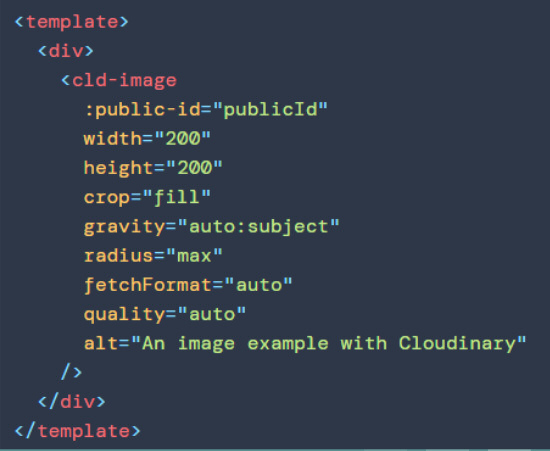 <template>
<div>
<cld-image
:public-id="publicId"
width="200"
height="200"
crop="fill"
gravity="auto:subject"
radius="max"
fetchFormat="auto"
quality="auto"
alt="An image example with Cloudinary"
/>
</div>
</template>